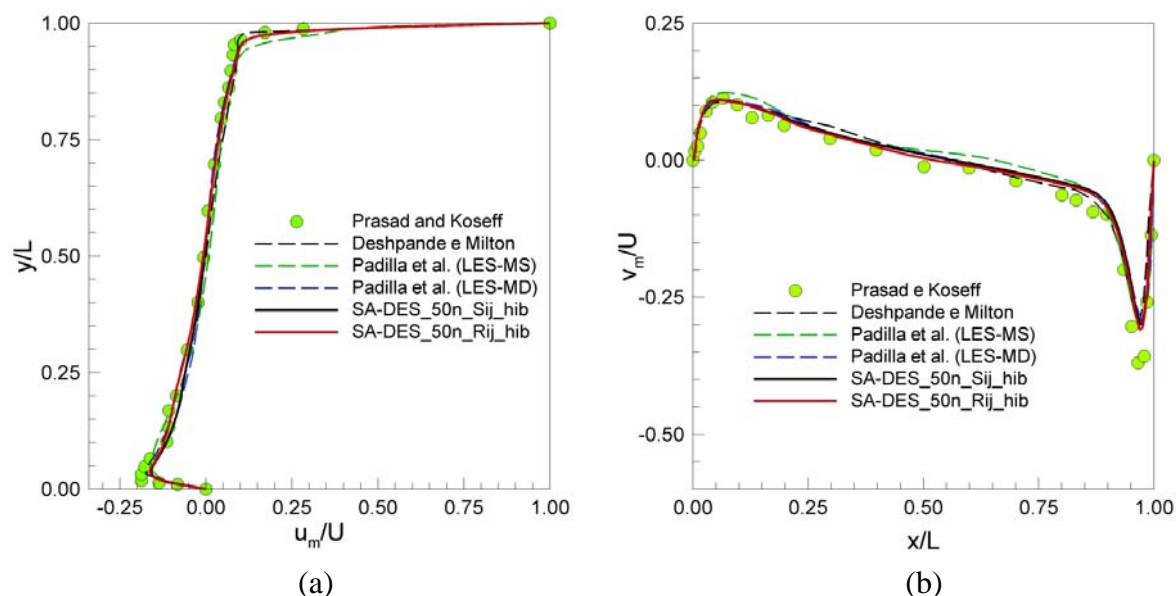 1.00
0.75
0.50
0.25
0.00
y/L
-0.25 0.00 0.25 0.50 0.75 1.00
um/U
Prasad and Koseff
Deshpande e Milton
Padilla et al. (LES-MS)
Padilla et al. (LES-MD)
SA-DES_50n_Sij_hib
SA-DES_50n_Rij_hib
(a)
0.25
0.00
-0.25
-0.50
vm/U
0.00 0.25 0.50 0.75 1.00
x/L
Prasad e Koseff
Deshpande e Milton
Padilla et al. (LES-MS)
Padilla et al. (LES-MD)
SA-DES_50n_Sij_hib
SA-DES_50n_Rij_hib
(b)